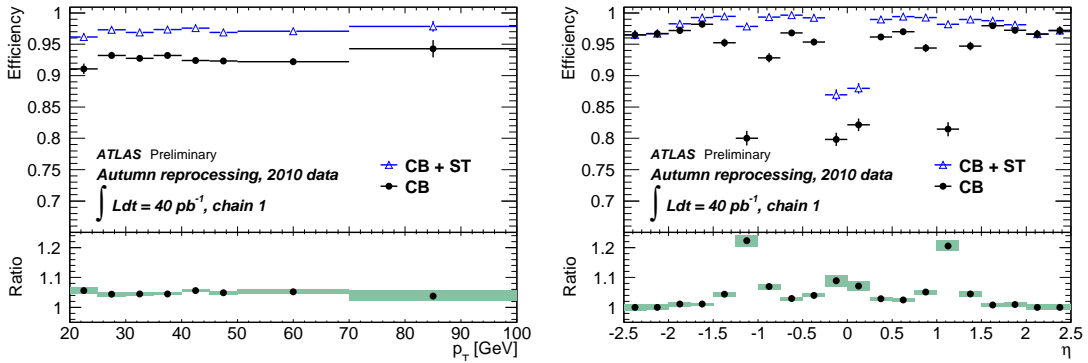 Efficiency
1
0.95
0.9
0.85
0.8
0.75
0.7
ATLAS Preliminary
Autumn reprocessing, 2010 data
∫ Ldt = 40 pb⁻¹, chain 1
CB + ST
CB
Ratio
1.2
1.1
1
20 30 40 50 60 70 80 90 100
p_T [GeV]
Efficiency
1
0.95
0.9
0.85
0.8
0.75
0.7
ATLAS Preliminary
Autumn reprocessing, 2010 data
∫ Ldt = 40 pb⁻¹, chain 1
CB + ST
CB
Ratio
1.2
1.1
1
-2.5 -2 -1.5 -1 -0.5 0 0.5 1 1.5 2 2.5
η